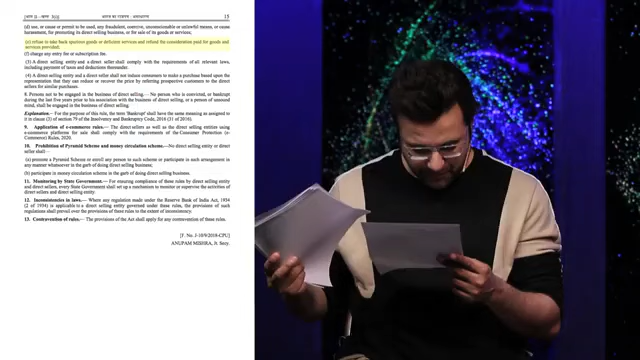 [भाग II—खण्ड 3(i)] भारत का राजपत्र : असाधारण 15
(d) use, or cause or permit to be used, any fraudulent, coercive, unconscionable or unlawful means, or cause
harassment, for promoting its direct selling business, or for sale of its goods or services;
(e) refuse to take back spurious goods or deficient services and refund the consideration paid for goods and
services provided;
(f) charge any entry fee or subscription fee.
(3) A direct selling entity and a direct seller shall comply with the requirements of all relevant laws,
including payment of taxes and deductions thereunder.
(4) A direct selling entity and a direct seller shall not induce consumers to make a purchase based upon the
representation that they can reduce or recover the price by referring prospective customers to the direct
sellers for similar purchases.
8. Persons not to be engaged in the business of direct selling. No person who is convicted, or bankrupt
during the last five years prior to his association with the business of direct selling, or a person of unsound
mind, shall be engaged in the business of direct selling.
Explanation.- For the purpose of this rule, the term 'Bankrupt' shall have the same meaning as assigned to
it in clause (3) of section 79 of the Insolvency and Bankruptcy Code, 2016 (31 of 2016).
9. Application of e-commerce rules.- The direct sellers as well as the direct selling entities using
e-commerce platforms for sale shall comply with the requirements of the Consumer Protection (e-
Commerce) Rules, 2020.
10. Prohibition of Pyramid Scheme and money circulation scheme.- No direct selling entity or direct
seller shall-
(a) promote a Pyramid Scheme or enroll any person to such scheme or participate in such arrangement in
any manner whatsoever in the garb of doing direct selling business;
(b) participate in money circulation scheme in the garb of doing direct selling business.
11. Monitoring by State Government.- For ensuring compliance of these rules by direct selling entity
and direct sellers, every State Government shall set up a mechanism to monitor or supervise the activities of
direct sellers and direct selling entity.
12. Inconsistencies in laws.- Where any regulation made under the Reserve Bank of India Act, 1934
(2 of 1934) is applicable to a direct selling entity governed under these rules, the provisions of such
regulations shall prevail over the provisions of these rules to the extent of inconsistency.
13. Contravention of rules.- The provisions of the Act shall apply for any contravention of these rules.
[F. No. J-10/9/2018-CPU]
ANUPAM MISHRA, Jt. Secy.